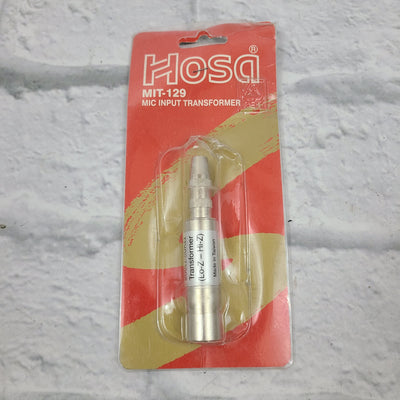 Hosa®
MIT-129
MIC INPUT TRANSFORMER
Transformer
(Lo-Z – Hi-Z)
Made in Taiwan